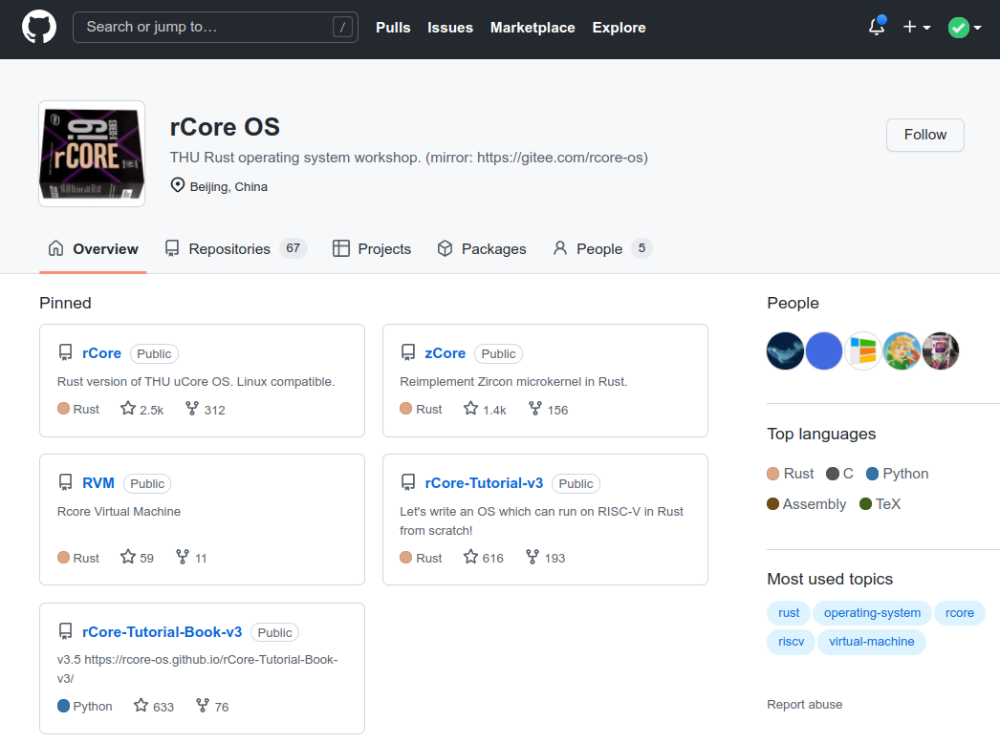 Search or jump to…
/
Pulls
Issues
Marketplace
Explore
i9
X-SERIES
rCORE
rCore OS
THU Rust operating system workshop. (mirror: https://gitee.com/rcore-os)
Beijing, China
Follow
Overview
Repositories 67
Projects
Packages
People 5
Pinned
rCore Public
Rust version of THU uCore OS. Linux compatible.
Rust 2.5k 312
zCore Public
Reimplement Zircon microkernel in Rust.
Rust 1.4k 156
RVM Public
Rcore Virtual Machine
Rust 59 11
rCore-Tutorial-v3 Public
Let's write an OS which can run on RISC-V in Rust
from scratch!
Rust 616 193
rCore-Tutorial-Book-v3 Public
v3.5 https://rcore-os.github.io/rCore-Tutorial-Book-
v3/
Python 633 76
People
Top languages
Rust C Python
Assembly TeX
Most used topics
rust operating-system rcore
riscv virtual-machine
Report abuse